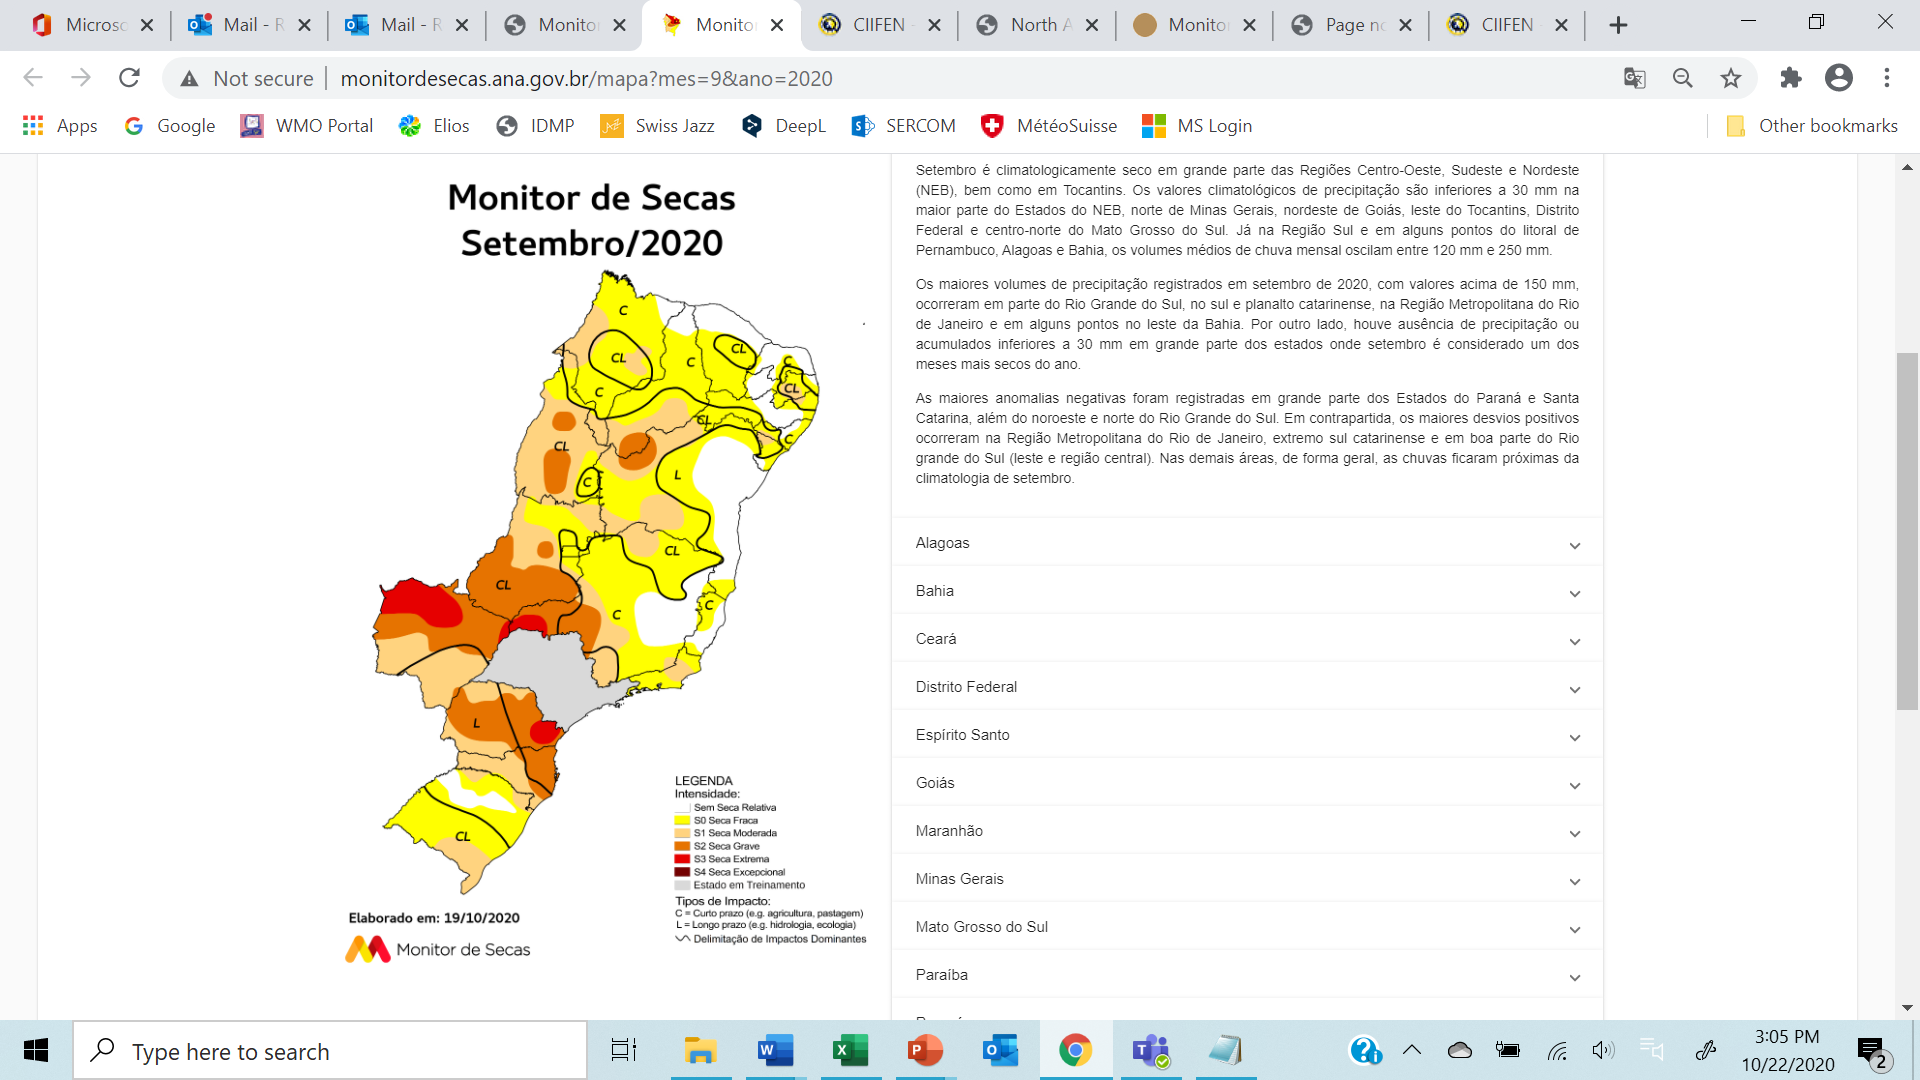 Microso
Mail - R
Mail - R
Monitor
Monitor
CIIFEN -
North A
Monitor
Page no
CIIFEN -
Not secure
monitordesecas.ana.gov.br/mapa?mes=9&ano=2020
Apps
Google
WMO Portal
Elios
IDMP
Swiss Jazz
DeepL
SERCOM
MétéoSuisse
MS Login
Other bookmarks
Monitor de Secas
Setembro/2020
C
CL
C
C
CL
C
CL
CL
C
CL
C
L
CL
CL
C
C
L
CL
LEGENDA
Intensidade:
Sem Seca Relativa
S0 Seca Fraca
S1 Seca Moderada
S2 Seca Grave
S3 Seca Extrema
S4 Seca Excepcional
Estado em Treinamento
Tipos de Impacto:
C = Curto prazo (e.g. agricultura, pastagem)
L = Longo prazo (e.g. hidrologia, ecologia)
Delimitação de Impactos Dominantes
Elaborado em: 19/10/2020
Monitor de Secas
Setembro é climatologicamente seco em grande parte das Regiões Centro-Oeste, Sudeste e Nordeste
(NEB), bem como em Tocantins. Os valores climatológicos de precipitação são inferiores a 30 mm na
maior parte do Estados do NEB, norte de Minas Gerais, nordeste de Goiás, leste do Tocantins, Distrito
Federal e centro-norte do Mato Grosso do Sul. Já na Região Sul e em alguns pontos do litoral de
Pernambuco, Alagoas e Bahia, os volumes médios de chuva mensal oscilam entre 120 mm e 250 mm.
Os maiores volumes de precipitação registrados em setembro de 2020, com valores acima de 150 mm,
ocorreram em parte do Rio Grande do Sul, no sul e planalto catarinense, na Região Metropolitana do Rio
de Janeiro e em alguns pontos no leste da Bahia. Por outro lado, houve ausência de precipitação ou
acumulados inferiores a 30 mm em grande parte dos estados onde setembro é considerado um dos
meses mais secos do ano.
As maiores anomalias negativas foram registradas em grande parte dos Estados do Paraná e Santa
Catarina, além do noroeste e norte do Rio Grande do Sul. Em contrapartida, os maiores desvios positivos
ocorreram na Região Metropolitana do Rio de Janeiro, extremo sul catarinense e em boa parte do Rio
grande do Sul (leste e região central). Nas demais áreas, de forma geral, as chuvas ficaram próximas da
climatologia de setembro.
Alagoas
Bahia
Ceará
Distrito Federal
Espírito Santo
Goiás
Maranhão
Minas Gerais
Mato Grosso do Sul
Paraíba
Type here to search
3:05 PM
10/22/2020
2